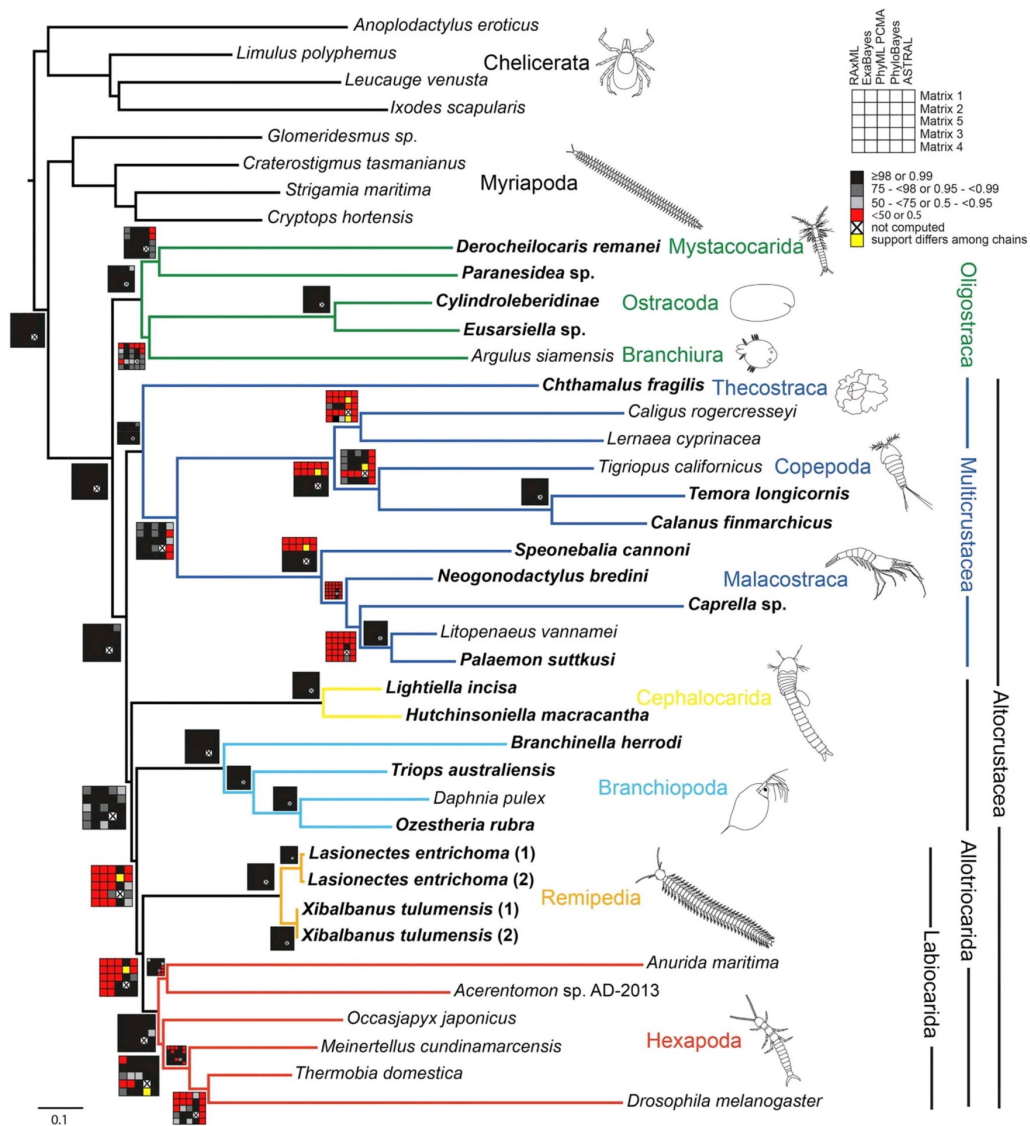 Anoplodactylus eroticus
Limulus polyphemus
Chelicerata
Leucauge venusta
Ixodes scapularis
RAxML
ExaBayes
PhyML PCMA
PhyloBayes
ASTRAL
Matrix 1
Matrix 2
Matrix 5
Matrix 3
Matrix 4
≥98 or 0.99
75 - <98 or 0.95 - <0.99
50 - <75 or 0.5 - <0.95
<50 or 0.5
not computed
support differs among chains
Glomeridesmus sp.
Craterostigmus tasmanianus
Myriapoda
Strigamia maritima
Cryptops hortensis
Derocheilocaris remanei Mystacocarida
Paranesidea sp.
Cylindroleberidinae Ostracoda
Eusarsiella sp.
Argulus siamensis Branchiura
Oligostraca
Chthamalus fragilis Thecostraca
Caligus rogercresseyi
Lernaea cyprinacea
Tigriopus californicus Copepoda
Temora longicornis
Calanus finmarchicus
Speonebalia cannoni
Neogonodactylus bredini Malacostraca
Caprella sp.
Litopenaeus vannamei
Palaemon suttkusi
Multicrustacea
Lightiella incisa
Cephalocarida
Hutchinsoniella macracantha
Branchinella herrodi
Triops australiensis
Branchiopoda
Daphnia pulex
Ozestheria rubra
Altocrustacea
Lasionectes entrichoma (1)
Lasionectes entrichoma (2)
Remipedia
Xibalbanus tulumensis (1)
Xibalbanus tulumensis (2)
Allotriocarida
Labiocarida
Anurida maritima
Acerentomon sp. AD-2013
Occasjapyx japonicus
Hexapoda
Meinertellus cundinamarcensis
Thermobia domestica
Drosophila melanogaster
0.1